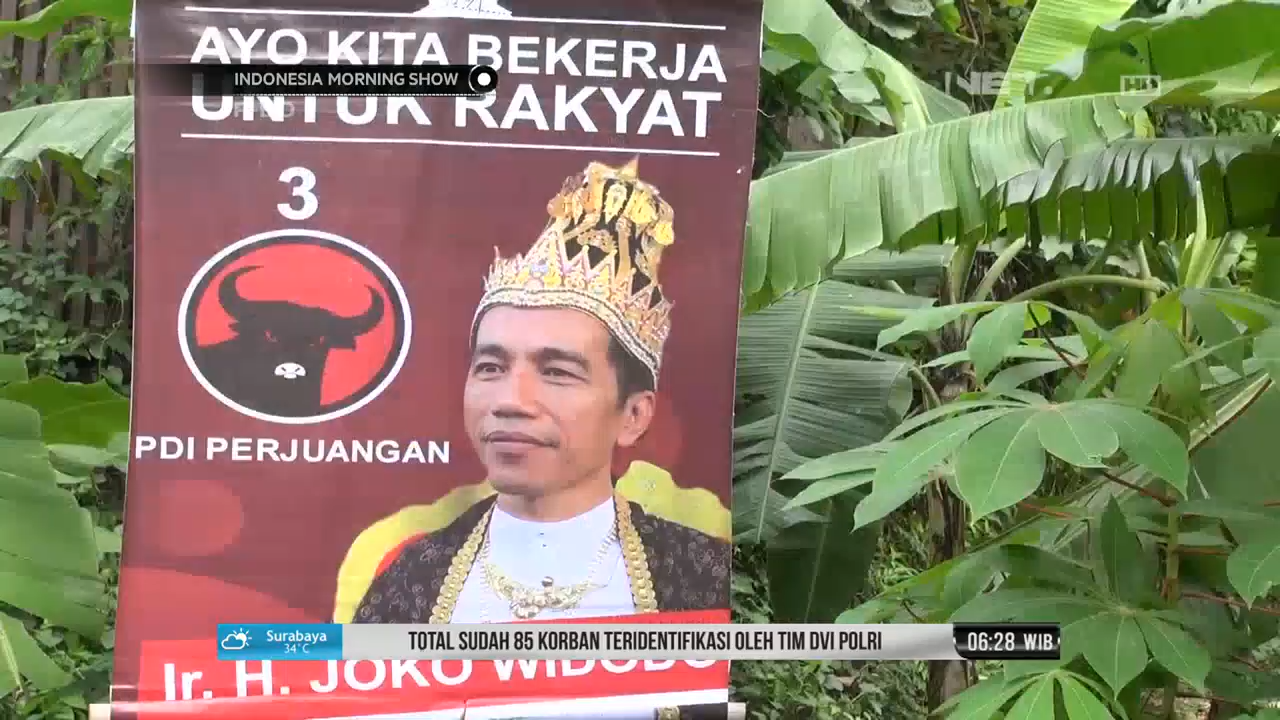 AYO KITA BEKERJA
UNTUK RAKYAT
INDONESIA MORNING SHOW
NET.
HD
3
PDI PERJUANGAN
Ir. H. JOKO WIDODO
Surabaya
34°C
TOTAL SUDAH 85 KORBAN TERIDENTIFIKASI OLEH TIM DVI POLRI
06:28 WIB